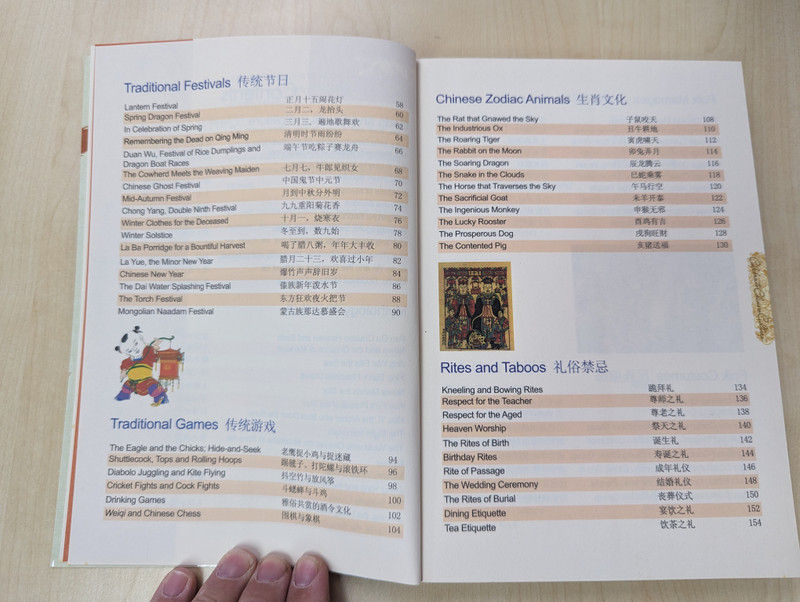 Traditional Festivals 传统节日
Lantern Festival 正月十五闹花灯 58
Spring Dragon Festival 二月二，龙抬头 60
In Celebration of Spring 三月三，遍地歌舞欢 62
Remembering the Dead on Qing Ming 清明时节雨纷纷 64
Duan Wu, Festival of Rice Dumplings and 端午节吃粽子赛龙舟 66
Dragon Boat Races
The Cowherd Meets the Weaving Maiden 七月七，牛郎见织女 68
Chinese Ghost Festival 中国鬼节中元节 70
Mid-Autumn Festival 月到中秋分外明 72
Chong Yang, Double Ninth Festival 九九重阳菊花香 74
Winter Clothes for the Deceased 十月一，烧寒衣 76
Winter Solstice 冬至到，数九始 78
La Ba Porridge for a Bountiful Harvest 喝了腊八粥，年年大丰收 80
La Yue, the Minor New Year 腊月二十三，欢喜过小年 82
Chinese New Year 爆竹声声辞旧岁 84
The Dai Water Splashing Festival 傣族新年泼水节 86
The Torch Festival 东方狂欢夜火把节 88
Mongolian Naadam Festival 蒙古族那达慕盛会 90
Traditional Games 传统游戏
The Eagle and the Chicks; Hide-and-Seek 老鹰捉小鸡与捉迷藏 94
Shuttlecock, Tops and Rolling Hoops 踢毽子、打陀螺与滚铁环 96
Diabolo Juggling and Kite Flying 抖空竹与放风筝 98
Cricket Fights and Cock Fights 斗蟋蟀与斗鸡 100
Drinking Games 雅俗共赏的酒令文化 102
Weiqi and Chinese Chess 围棋与象棋 104
Chinese Zodiac Animals 生肖文化
The Rat that Gnawed the Sky 子鼠咬天 108
The Industrious Ox 丑牛耕地 110
The Roaring Tiger 寅虎啸天 112
The Rabbit on the Moon 卯兔弄月 114
The Soaring Dragon 辰龙腾云 116
The Snake in the Clouds 巳蛇乘雾 118
The Horse that Traverses the Sky 午马行空 120
The Sacrificial Goat 未羊开泰 122
The Ingenious Monkey 申猴无邪 124
The Lucky Rooster 酉鸡有吉 126
The Prosperous Dog 戌狗旺财 128
The Contented Pig 亥猪送福 130
Rites and Taboos 礼俗禁忌
Kneeling and Bowing Rites 跪拜礼 134
Respect for the Teacher 尊师之礼 136
Respect for the Aged 尊老之礼 138
Heaven Worship 祭天之礼 140
The Rites of Birth 诞生礼 142
Birthday Rites 寿诞之礼 144
Rite of Passage 成年礼仪 146
The Wedding Ceremony 结婚礼仪 148
The Rites of Burial 丧葬仪式 150
Dining Etiquette 宴饮之礼 152
Tea Etiquette 饮茶之礼 154